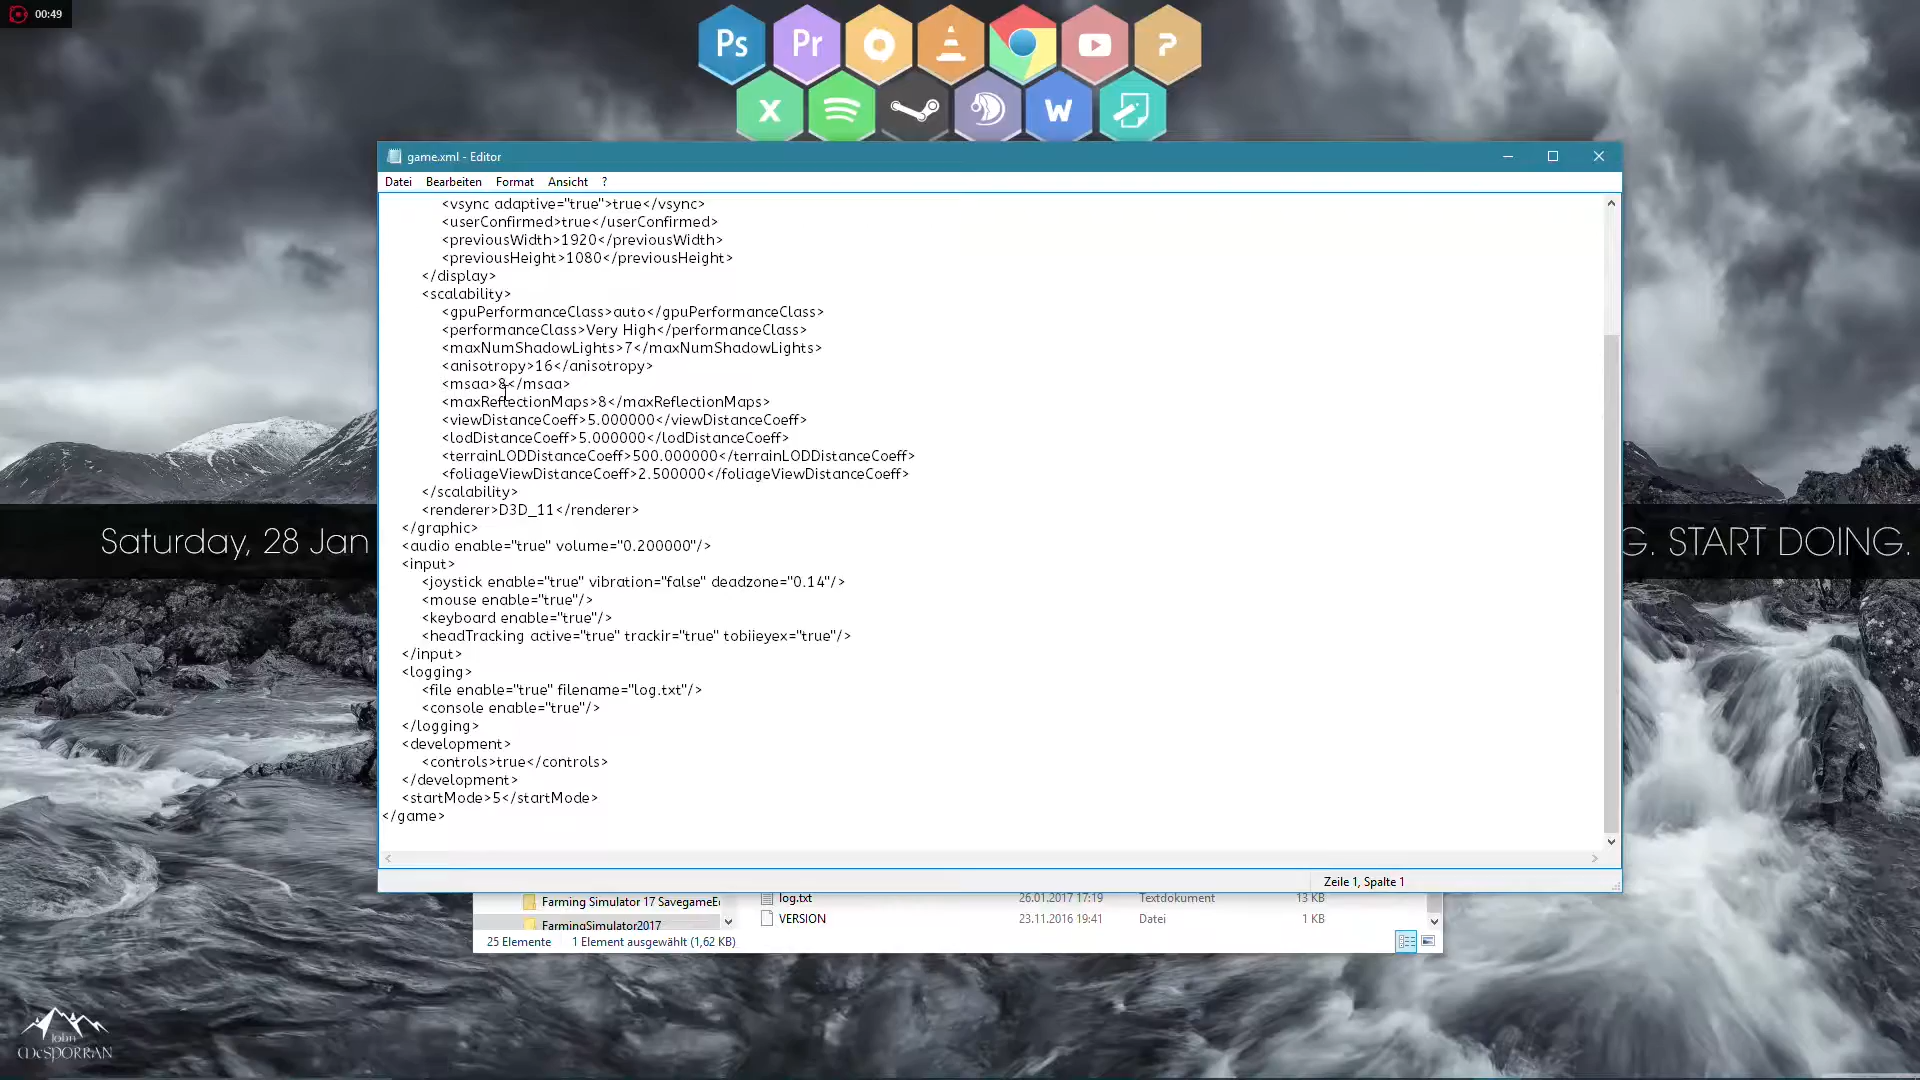 00:49
Ps Pr
X W
game.xml - Editor
Datei Bearbeiten Format Ansicht ?
<vsync adaptive="true">true</vsync>
<userConfirmed>true</userConfirmed>
<previousWidth>1920</previousWidth>
<previousHeight>1080</previousHeight>
</display>
<scalability>
<gpuPerformanceClass>auto</gpuPerformanceClass>
<performanceClass>Very High</performanceClass>
<maxNumShadowLights>7</maxNumShadowLights>
<anisotropy>16</anisotropy>
<msaa>8</msaa>
<maxReflectionMaps>8</maxReflectionMaps>
<viewDistanceCoeff>5.000000</viewDistanceCoeff>
<lodDistanceCoeff>5.000000</lodDistanceCoeff>
<terrainLODDistanceCoeff>500.000000</terrainLODDistanceCoeff>
<foliageViewDistanceCoeff>2.500000</foliageViewDistanceCoeff>
</scalability>
<renderer>D3D_11</renderer>
</graphic>
<audio enable="true" volume="0.200000"/>
<input>
<joystick enable="true" vibration="false" deadzone="0.14"/>
<mouse enable="true"/>
<keyboard enable="true"/>
<headTracking active="true" trackir="true" tobiieyex="true"/>
</input>
<logging>
<file enable="true" filename="log.txt"/>
<console enable="true"/>
</logging>
<development>
<controls>true</controls>
</development>
<startMode>5</startMode>
</game>
Zeile 1, Spalte 1
Saturday, 28 Jan
G. START DOING.
Farming Simulator 17 SavegameE
log.txt 26.01.2017 17:19 Textdokument 13 KB
FarmingSimulator2017
VERSION 23.11.2016 19:41 Datei 1 KB
25 Elemente 1 Element ausgewählt (1,62 KB)
John
McSPORRAN